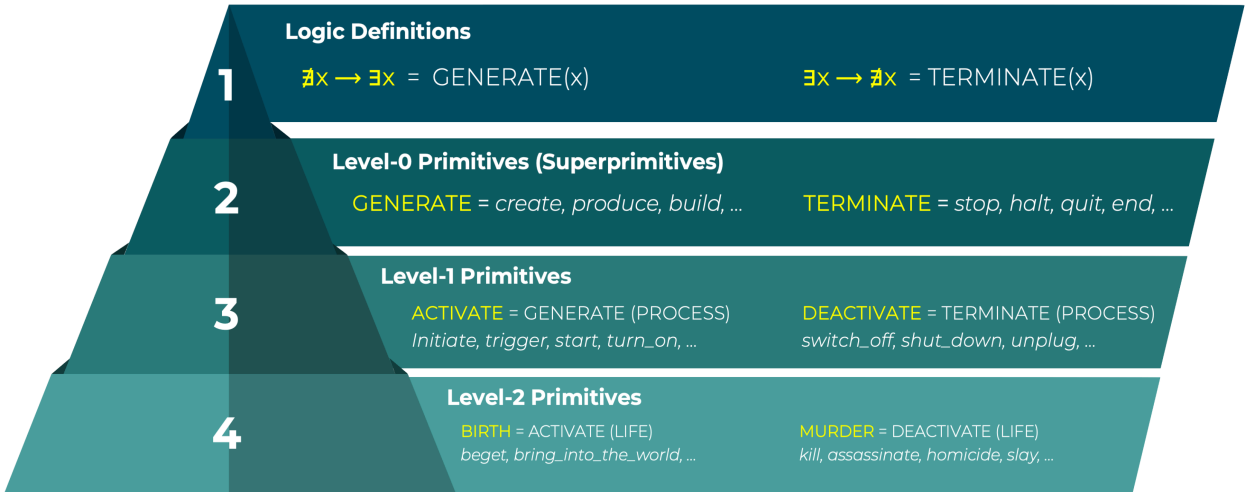 Logic Definitions
1
∄x → ∃x = GENERATE(x)
∃x → ∄x = TERMINATE(x)
Level-0 Primitives (Superprimitives)
2
GENERATE = create, produce, build, ...
TERMINATE = stop, halt, quit, end, ...
Level-1 Primitives
3
ACTIVATE = GENERATE (PROCESS)
Initiate, trigger, start, turn_on, ...
DEACTIVATE = TERMINATE (PROCESS)
switch_off, shut_down, unplug, ...
Level-2 Primitives
4
BIRTH = ACTIVATE (LIFE)
beget, bring_into_the_world, ...
MURDER = DEACTIVATE (LIFE)
kill, assassinate, homicide, slay, ...